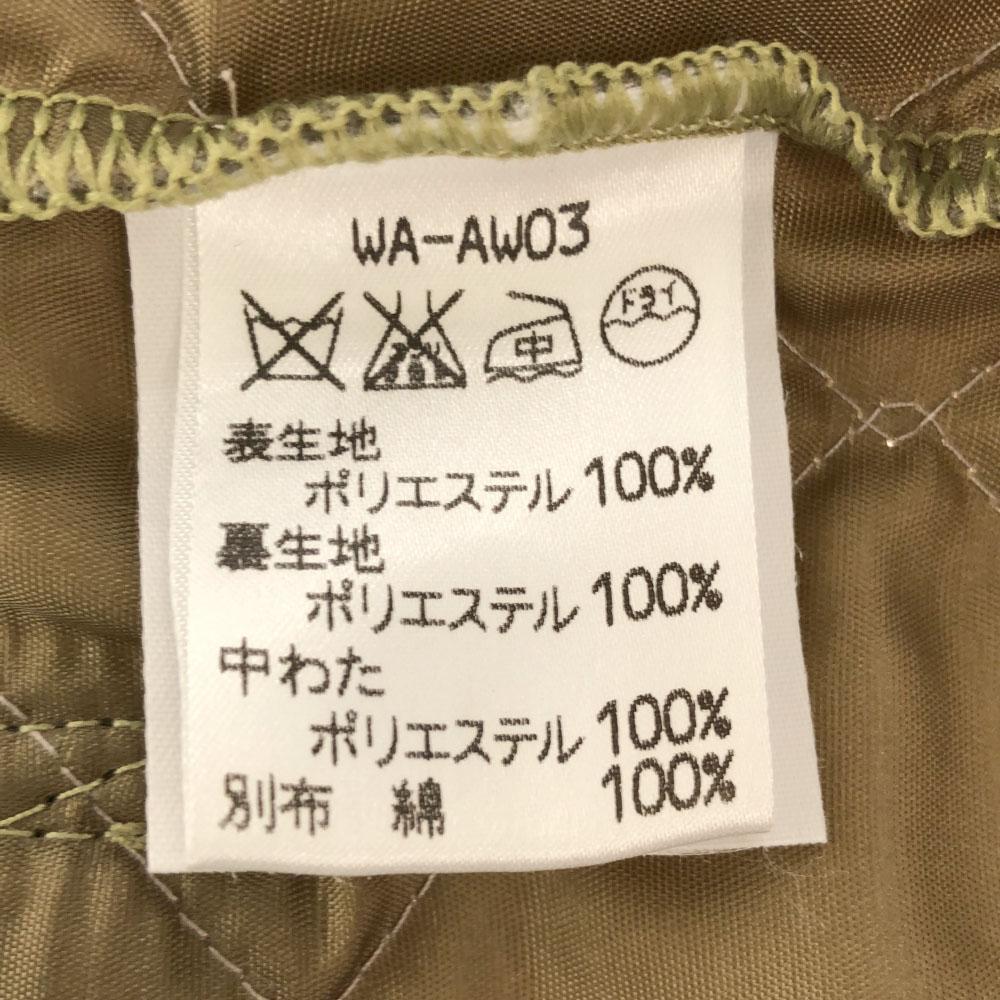 WA-AW03
中 ドライ
表生地
ポリエステル 100%
裏生地
ポリエステル 100%
中わた
ポリエステル 100%
別布 綿 100%